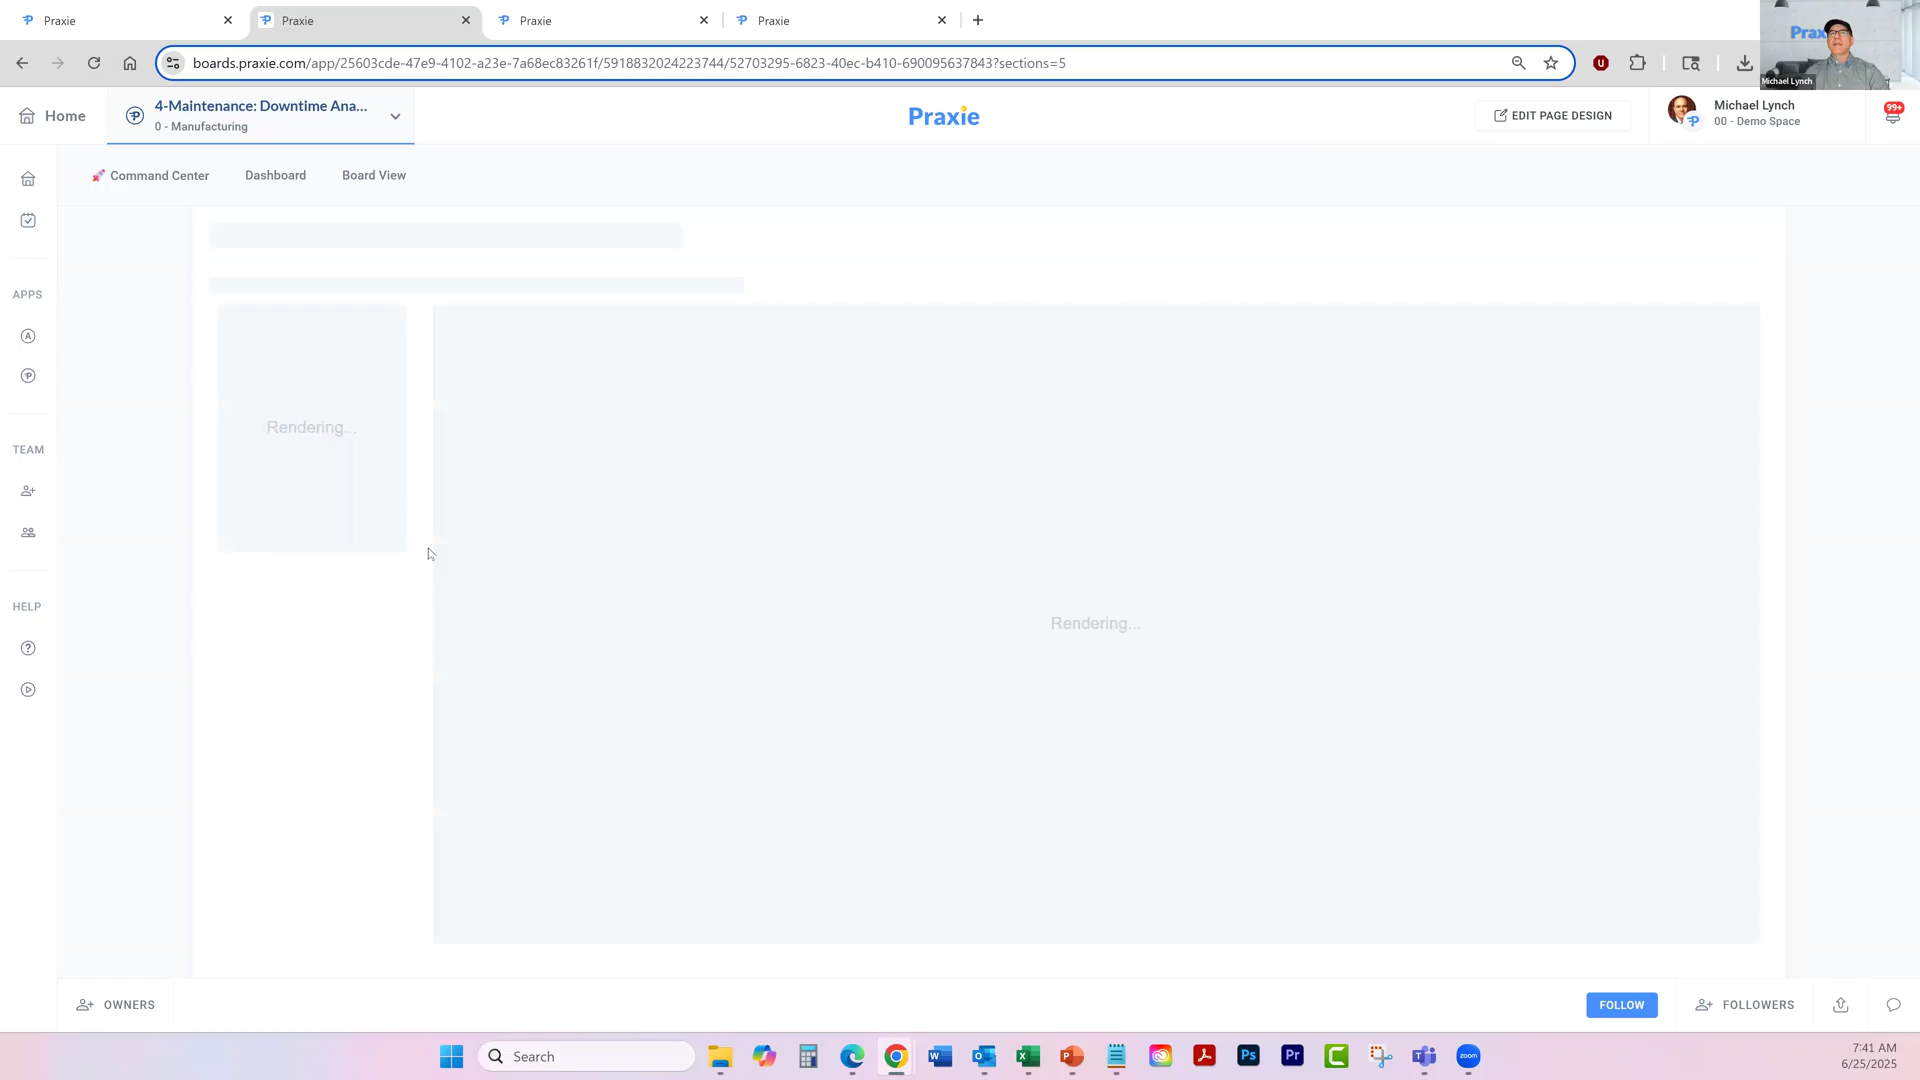 Praxie
Praxie
Praxie
Praxie
boards.praxie.com/app/25603cde-47e9-4102-a23e-7a68ec83261f/5918832024223744/52703295-6823-40ec-b410-690095637843?sections=5
Michael Lynch
Home
4-Maintenance: Downtime Ana...
0 - Manufacturing
Praxie
EDIT PAGE DESIGN
Michael Lynch
00 - Demo Space
99+
🚀 Command Center
Dashboard
Board View
APPS
TEAM
HELP
Rendering...
Rendering...
OWNERS
FOLLOW
FOLLOWERS
Search
zoom
7:41 AM
6/25/2025